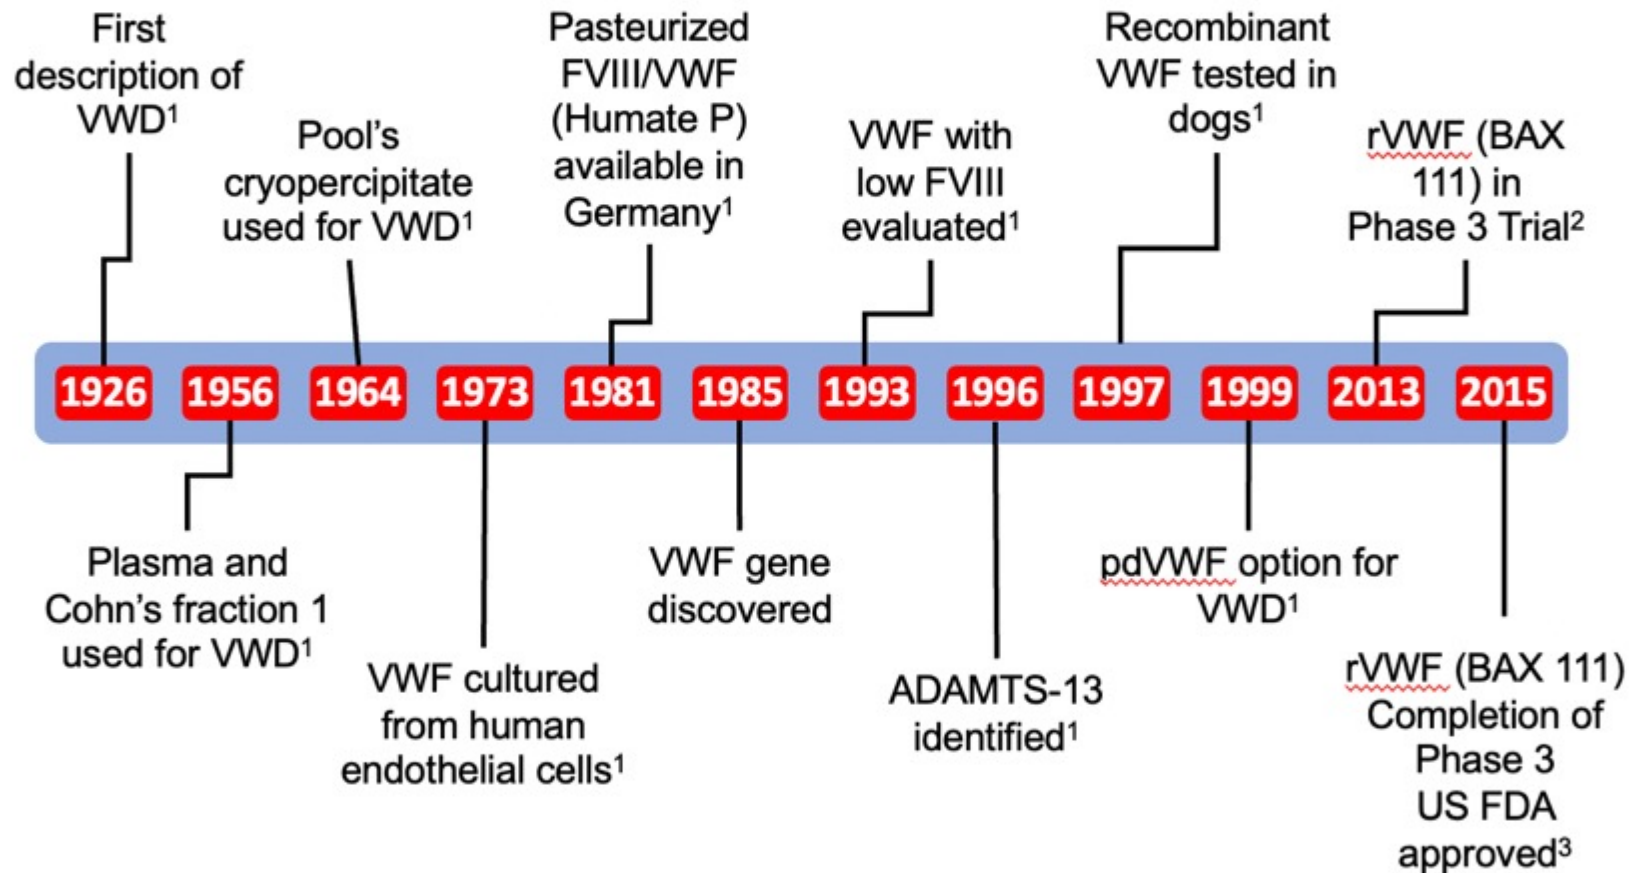 First
description of
VWD¹
Pool's
cryopercipitate
used for VWD¹
Pasteurized
FVIII/VWF
(Humate P)
available in
Germany¹
VWF with
low FVIII
evaluated¹
Recombinant
VWF tested in
dogs¹
rVWF (BAX
111) in
Phase 3 Trial²
1926 1956 1964 1973 1981 1985 1993 1996 1997 1999 2013 2015
Plasma and
Cohn's fraction 1
used for VWD¹
VWF cultured
from human
endothelial cells¹
VWF gene
discovered
ADAMTS-13
identified¹
pdVWF option for
VWD¹
rVWF (BAX 111)
Completion of
Phase 3
US FDA
approved³